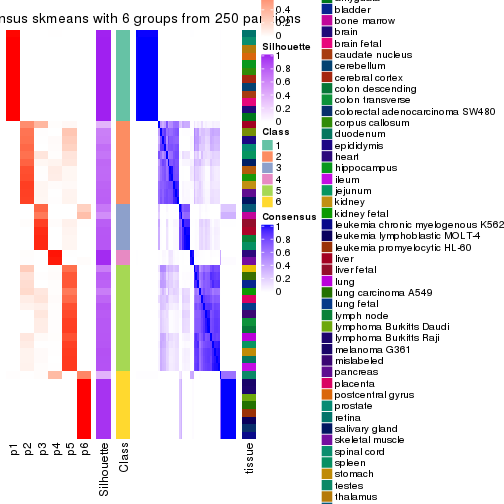 nsus skmeans with 6 groups from 250 partitions
0.4
0.2
0
Silhouette
1
0.8
0.6
0.4
0.2
0
Class
1
2
3
4
5
6
Consensus
1
0.8
0.6
0.4
0.2
0
bladder
bone marrow
brain
brain fetal
caudate nucleus
cerebellum
cerebral cortex
colon descending
colon transverse
colorectal adenocarcinoma SW480
corpus callosum
duodenum
epididymis
heart
hippocampus
ileum
jejunum
kidney
kidney fetal
leukemia chronic myelogenous K562
leukemia lymphoblastic MOLT-4
leukemia promyelocytic HL-60
liver
liver fetal
lung
lung carcinoma A549
lung fetal
lymph node
lymphoma Burkitts Daudi
lymphoma Burkitts Raji
melanoma G361
mislabeled
pancreas
placenta
postcentral gyrus
prostate
retina
salivary gland
skeletal muscle
spinal cord
spleen
stomach
testes
thalamus
p1
p2
p3
p4
p5
p6
Silhouette
Class
tissue